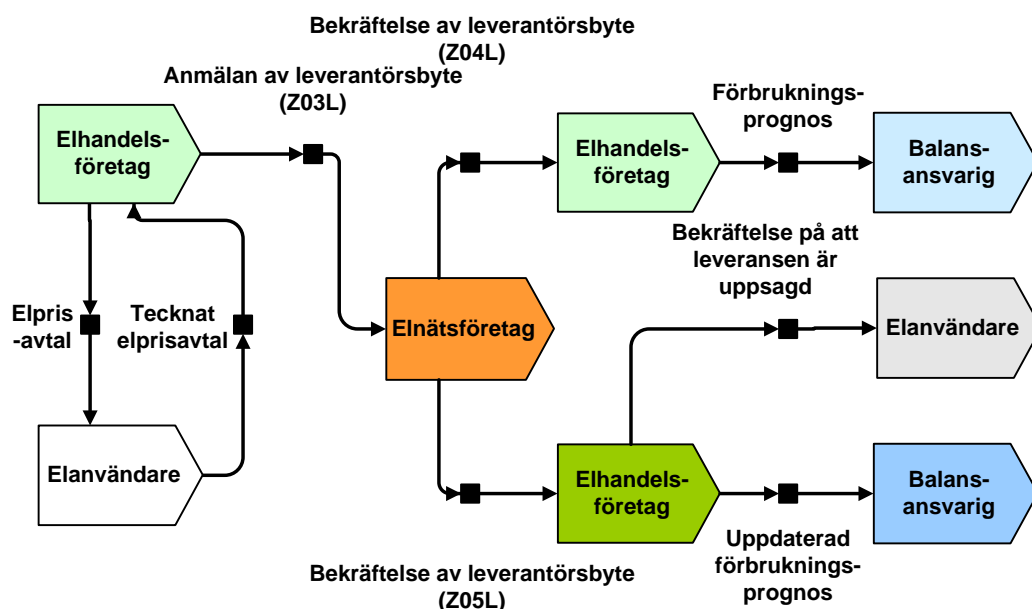 Bekräftelse av leverantörsbyte
(Z04L)
Anmälan av leverantörsbyte
(Z03L)
Förbruknings-
prognos
Elhandels-
företag
Elhandels-
företag
Balans-
ansvarig
Bekräftelse på att
leveransen är
uppsagd
Elpris
-avtal
Tecknat
elprisavtal
Elnätsföretag
Elanvändare
Elanvändare
Elhandels-
företag
Balans-
ansvarig
Uppdaterad
förbruknings-
prognos
Bekräftelse av leverantörsbyte
(Z05L)